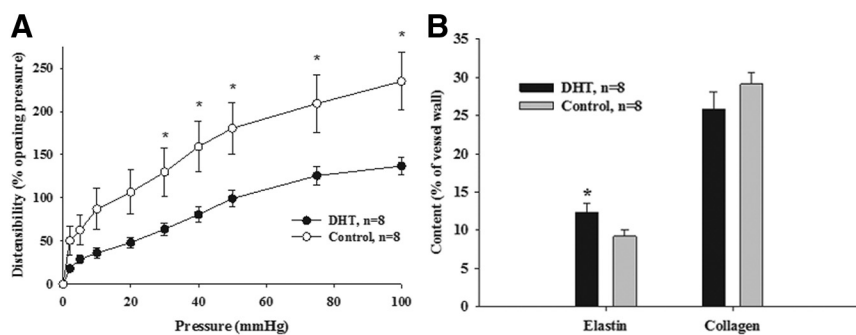 A
Distensibility (% opening pressure)
250
200
150
100
50
0
* * * * *
DHT, n=8
Control, n=8
0 20 40 60 80 100
Pressure (mmHg)
B
Content (% of vessel wall)
35
30
25
20
15
10
5
0
DHT, n=8
Control, n=8
*
Elastin Collagen